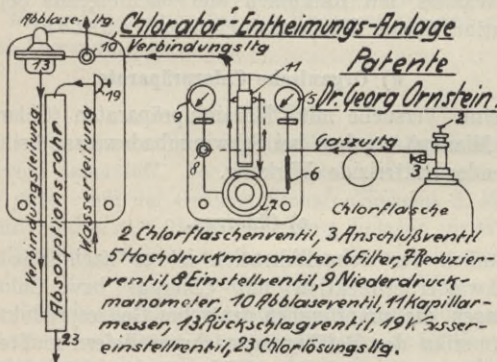 Abblase-ltg.
Chlorator-Entkeimungs-Anlage
Patente
Dr. Georg Ornstein.
Verbindungsltg
10
11
13
19
9
5
8
6
7
2
3
Gaszultg
Verbindungsleitung
Absorptionsrohr
Wasserleitung
23
Chlorflasche
2 Chlorflaschenventil, 3 Anschlußventil
5 Hochdruckmanometer, 6 Filter, 7 Reduzier-
ventil, 8 Einstellventil, 9 Niederdruck-
manometer, 10 Abblaseventil, 11 Kapillar-
messer, 13 Rückschlagventil, 19 Wasser-
einstellventil, 23 Chlorlösungsltg.